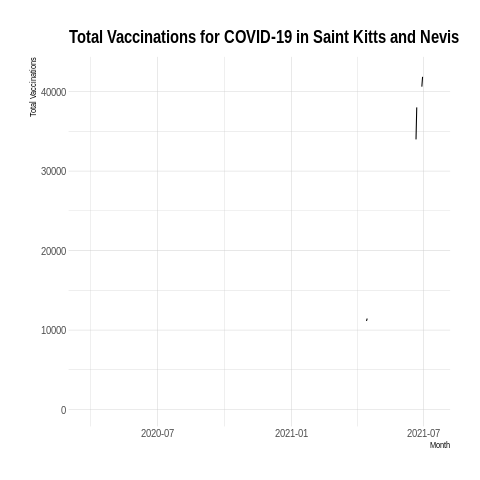 Total Vaccinations for COVID-19 in Saint Kitts and Nevis
Total Vaccinations
40000
30000
20000
10000
0
2020-07 2021-01 2021-07
Month